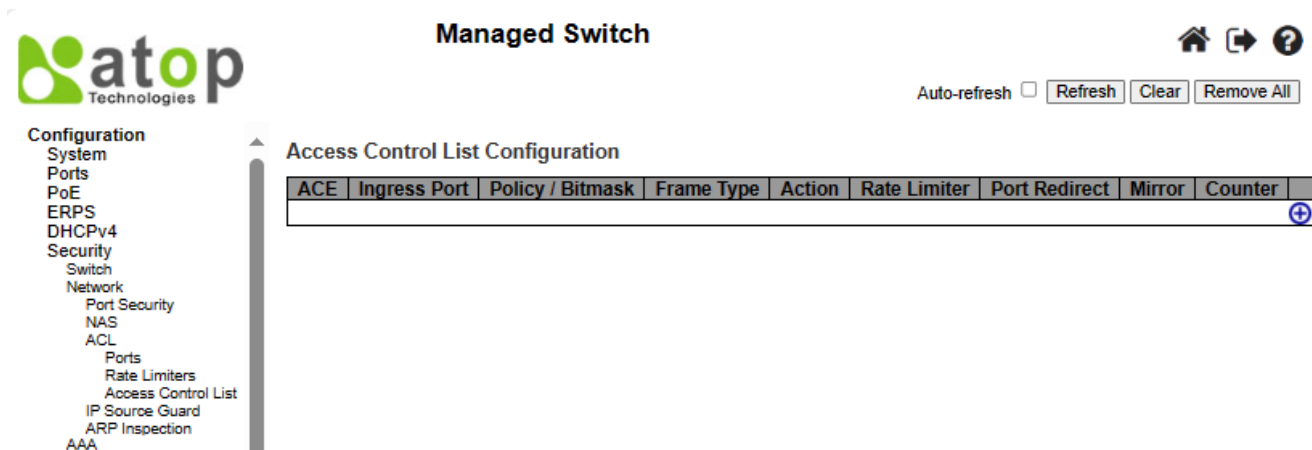 atop
Technologies
Managed Switch
Auto-refresh Refresh Clear Remove All
Configuration
System
Ports
PoE
ERPS
DHCPv4
Security
Switch
Network
Port Security
NAS
ACL
Ports
Rate Limiters
Access Control List
IP Source Guard
ARP Inspection
AAA
Access Control List Configuration
ACE Ingress Port Policy / Bitmask Frame Type Action Rate Limiter Port Redirect Mirror Counter